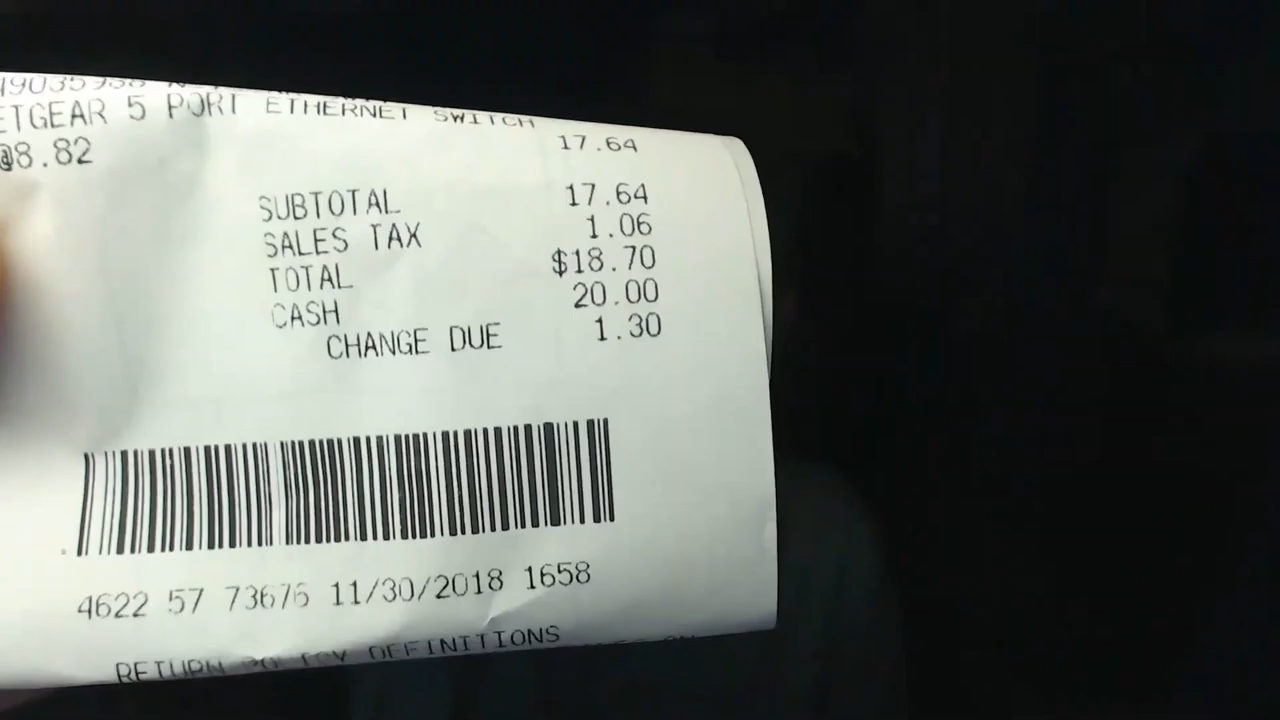 ETGEAR 5 PORT ETHERNET SWITCH
@8.82 17.64
SUBTOTAL 17.64
SALES TAX 1.06
TOTAL $18.70
CASH 20.00
CHANGE DUE 1.30
4622 57 73676 11/30/2018 1658
RETURN DEFINITIONS